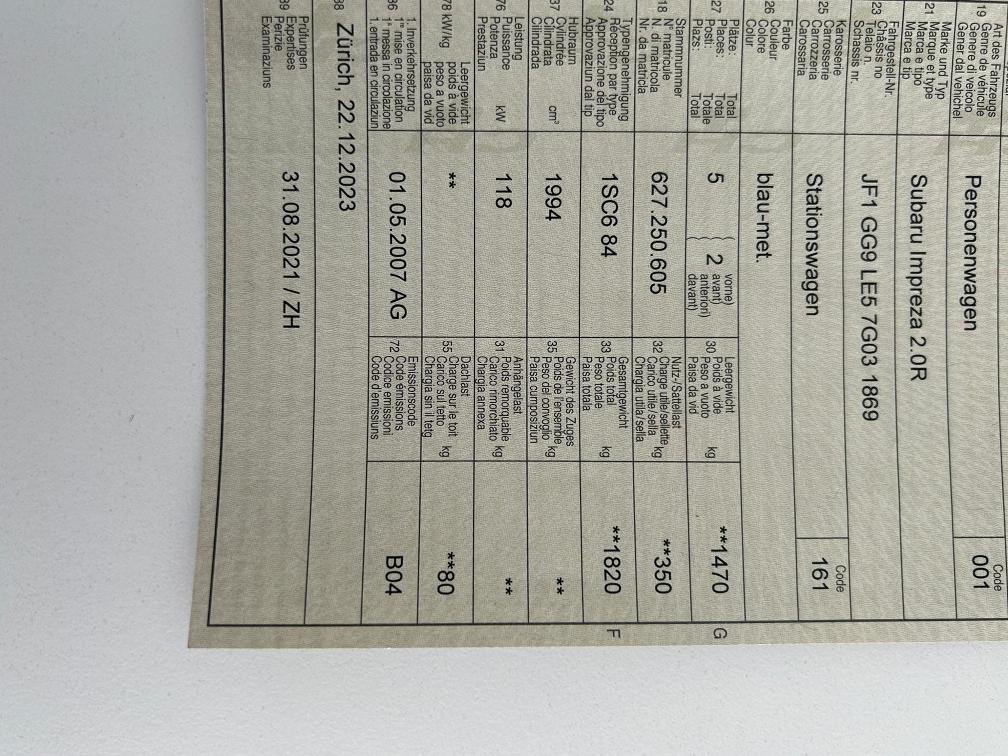 19 Art des Fahrzeugs
Genre de véhicule
Genere di veicolo
Gener dal vehichel
Personenwagen
Code
001
21 Marke und Typ
Marque et type
Marca e tipo
Marca e tip
Subaru Impreza 2.0R
23 Fahrgestell-Nr.
Châssis no
Telaio n.
Schassis nr.
JF1 GG9 LE5 7G03 1869
25 Karosserie
Carrosserie
Carrozzeria
Carossaria
Stationswagen
Code
161
26 Farbe
Couleur
Colore
Colur
blau-met.
27 Plätze: Total
Places: Total
Posti: Totale
Plazs: Total
5
2
vorne)
avant)
anteriori)
davant)
30 Leergewicht
Poids à vide
Peso a vuoto kg
Paisa da vid
**1470
G
18 Stammnummer
N° matricule
N. di matricola
Nr. da matricla
627.250.605
32 Nutz-/Sattellast
Charge utile/sellette
Carico utile/sella kg
Chargia utila/sella
**350
24 Typengenehmigung
Réception par type
Approvazione del tipo
Approvaziun dal tip
1SC6 84
33 Gesamtgewicht
Poids total
Peso totale kg
Paisa totala
**1820
F
37 Hubraum
Cylindrée
Cilindrata cm³
Cilindrada
1994
35 Gewicht des Zuges
Poids de l'ensemble
Peso del convoglio kg
Paisa cumposiziun
**
76 Leistung
Puissance
Potenza kW
Prestaziun
118
31 Anhängelast
Poids remorquable
Carico rimorchiato kg
Chargia annexa
**
78 kW/kg
Leergewicht
poids à vide
peso a vuoto
paisa da vid
**
55 Dachlast
Charge sur le toit
Carico sul tetto kg
Chargia sin il tetg
**80
36 1. Inverkehrsetzung
1re mise en circulation
1a messa in circolazione
1. entrada en circulaziun
01.05.2007 AG
72 Emissionscode
Code émissions
Codice emissioni
Code d'emissiuns
B04
38 Zürich, 22.12.2023
39 Prüfungen
Expertises
Perizie
Examinaziuns
31.08.2021 / ZH